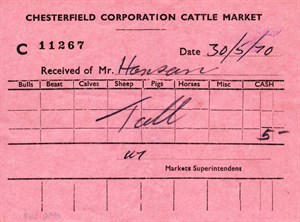 CHESTERFIELD CORPORATION CATTLE MARKET
C 11267 Date 30/5/70
Received of Mr. Hanson
Bulls Beast Calves Sheep Pigs Horses Misc CASH
Toll
5-
Markets Superintendent